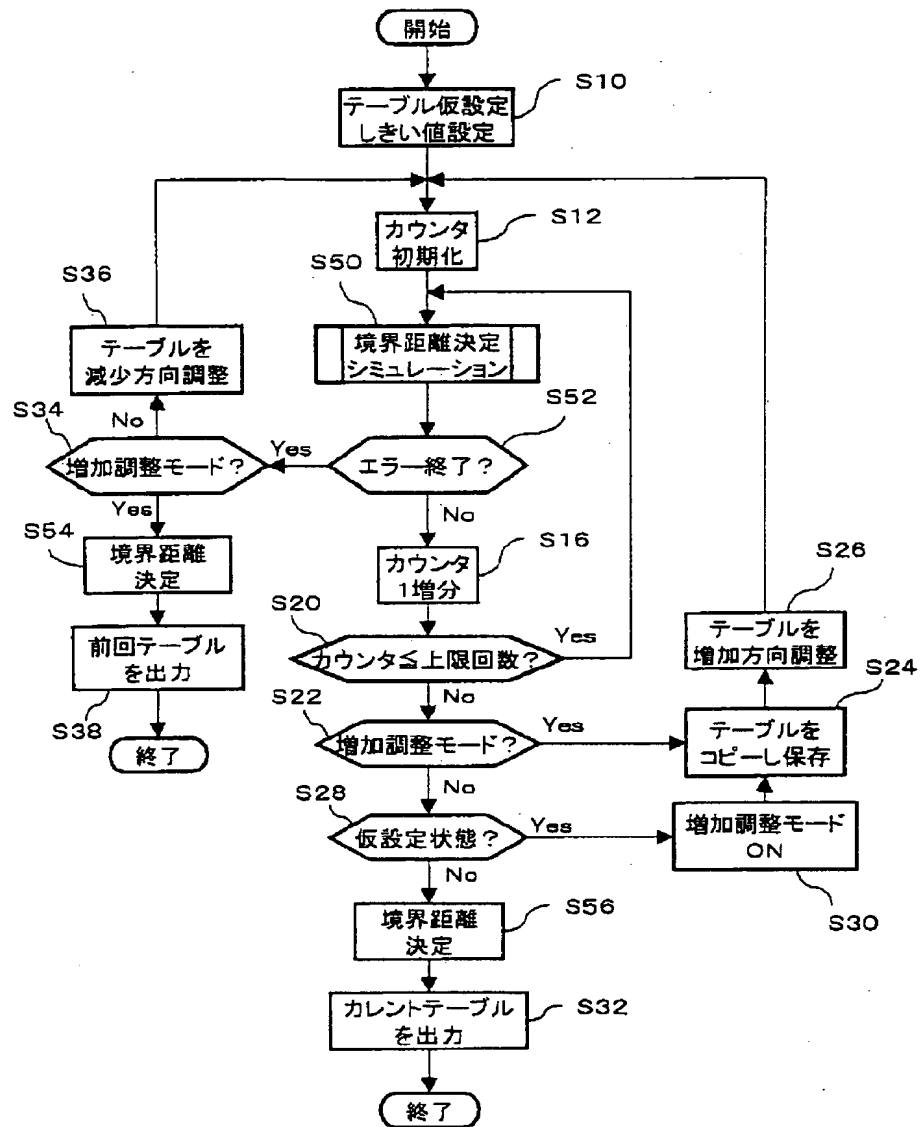 開始
S10
テーブル仮設定
しきい値設定
S12
カウンタ
初期化
S50
境界距離決定
シミュレーション
S36
テーブルを
減少方向調整
S52
エラー終了?
Yes
No
S34
増加調整モード?
No
Yes
S54
境界距離
決定
前回テーブル
を出力
S38
終了
S16
カウンタ
1増分
S20
カウンタ≦上限回数?
Yes
No
S26
テーブルを
増加方向調整
S22
増加調整モード?
Yes
No
S24
テーブルを
コピーし保存
S28
仮設定状態?
Yes
No
増加調整モード
ON
S30
S56
境界距離
決定
カレントテーブル
を出力
S32
終了